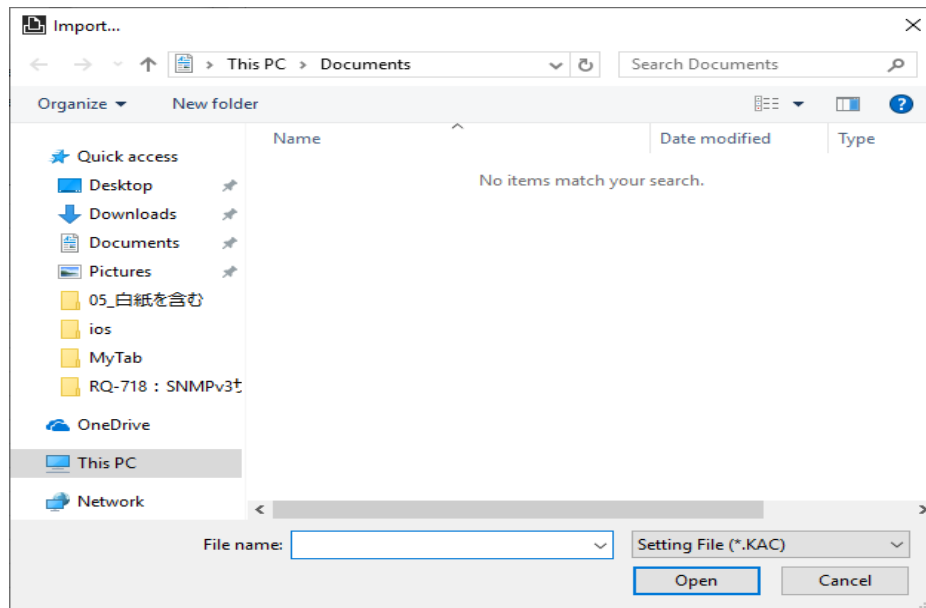 Import...
This PC > Documents
Search Documents
Organize
New folder
?
Name
Date modified
Type
No items match your search.
Quick access
Desktop
Downloads
Documents
Pictures
05_白紙を含む
ios
MyTab
RQ-718：SNMPv3
OneDrive
This PC
Network
File name:
Setting File (*.KAC)
Open
Cancel